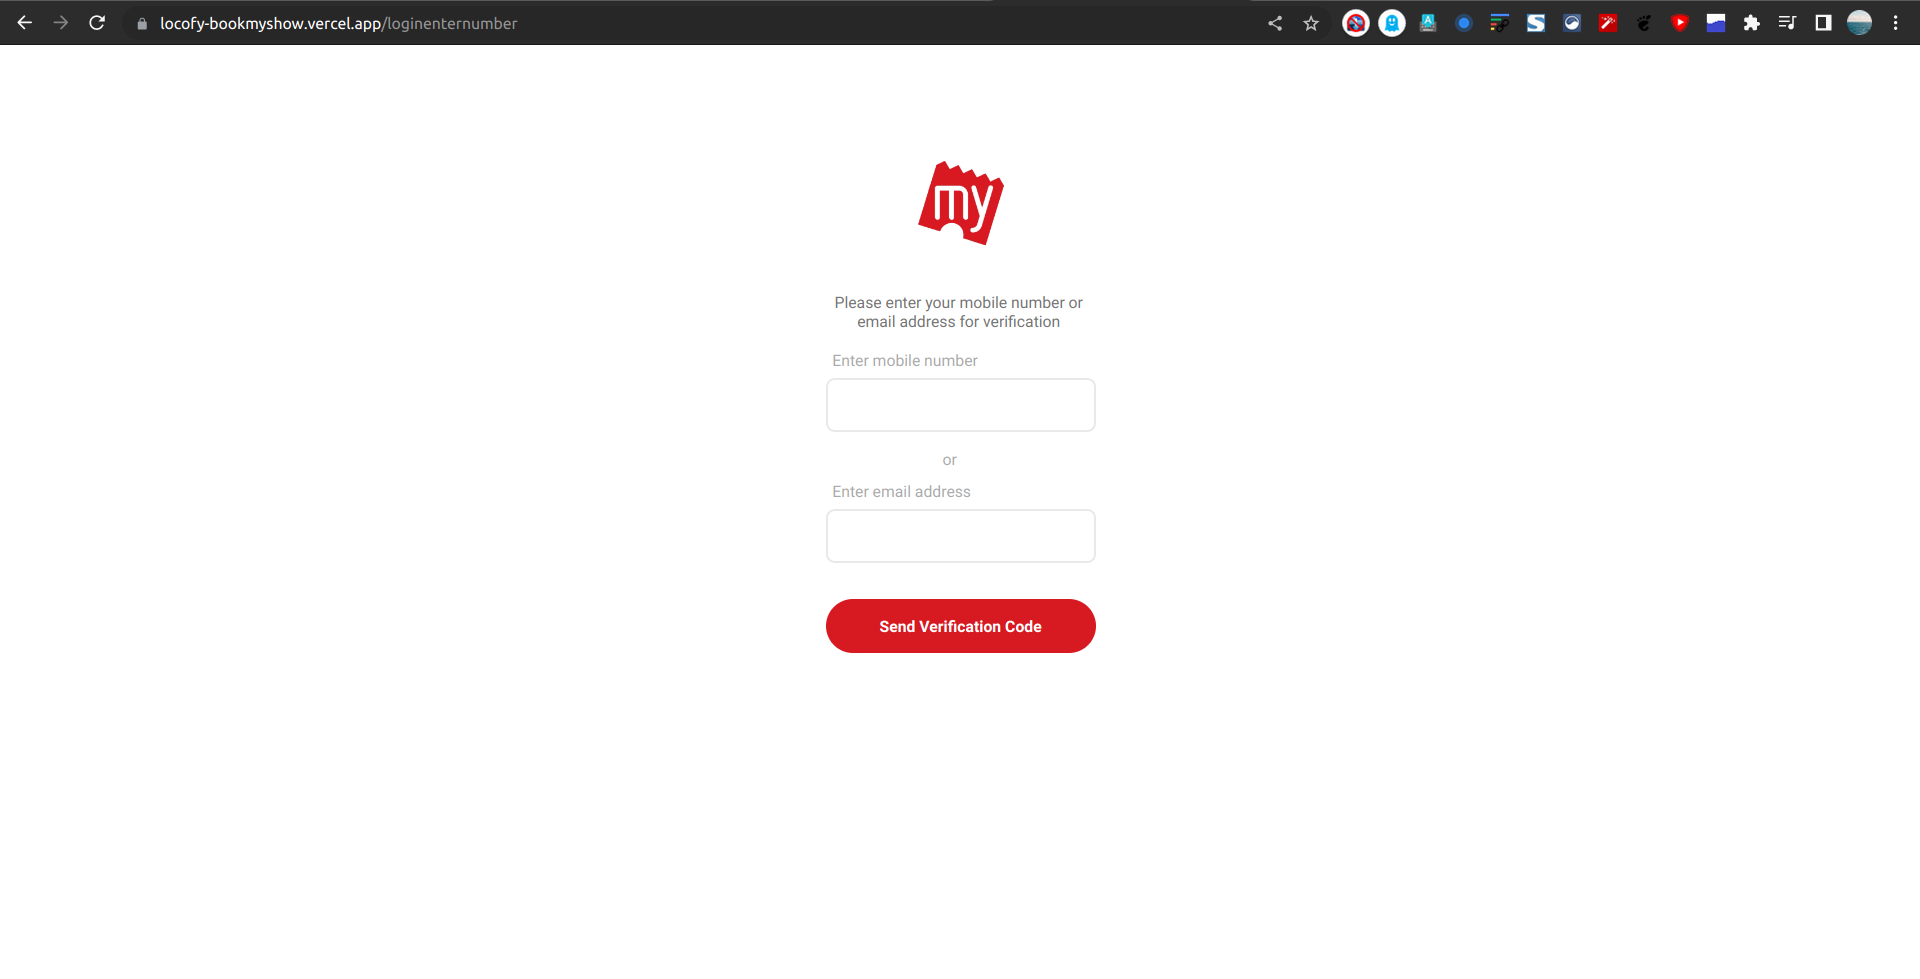 locofy-bookmyshow.vercel.app/loginenternumber
my
Please enter your mobile number or
email address for verification
Enter mobile number
or
Enter email address
Send Verification Code